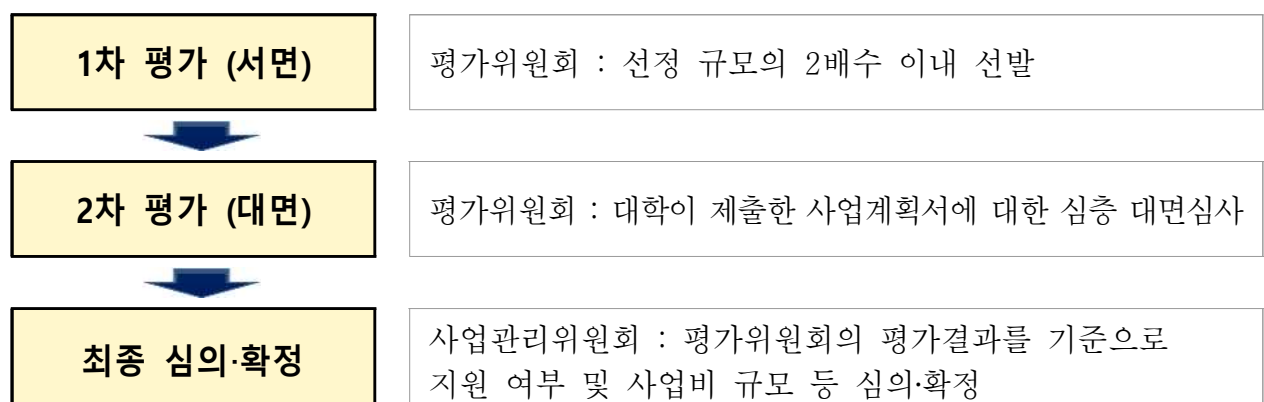 1차 평가 (서면)
평가위원회 : 선정 규모의 2배수 이내 선발
2차 평가 (대면)
평가위원회 : 대학이 제출한 사업계획서에 대한 심층 대면심사
최종 심의·확정
사업관리위원회 : 평가위원회의 평가결과를 기준으로
지원 여부 및 사업비 규모 등 심의·확정